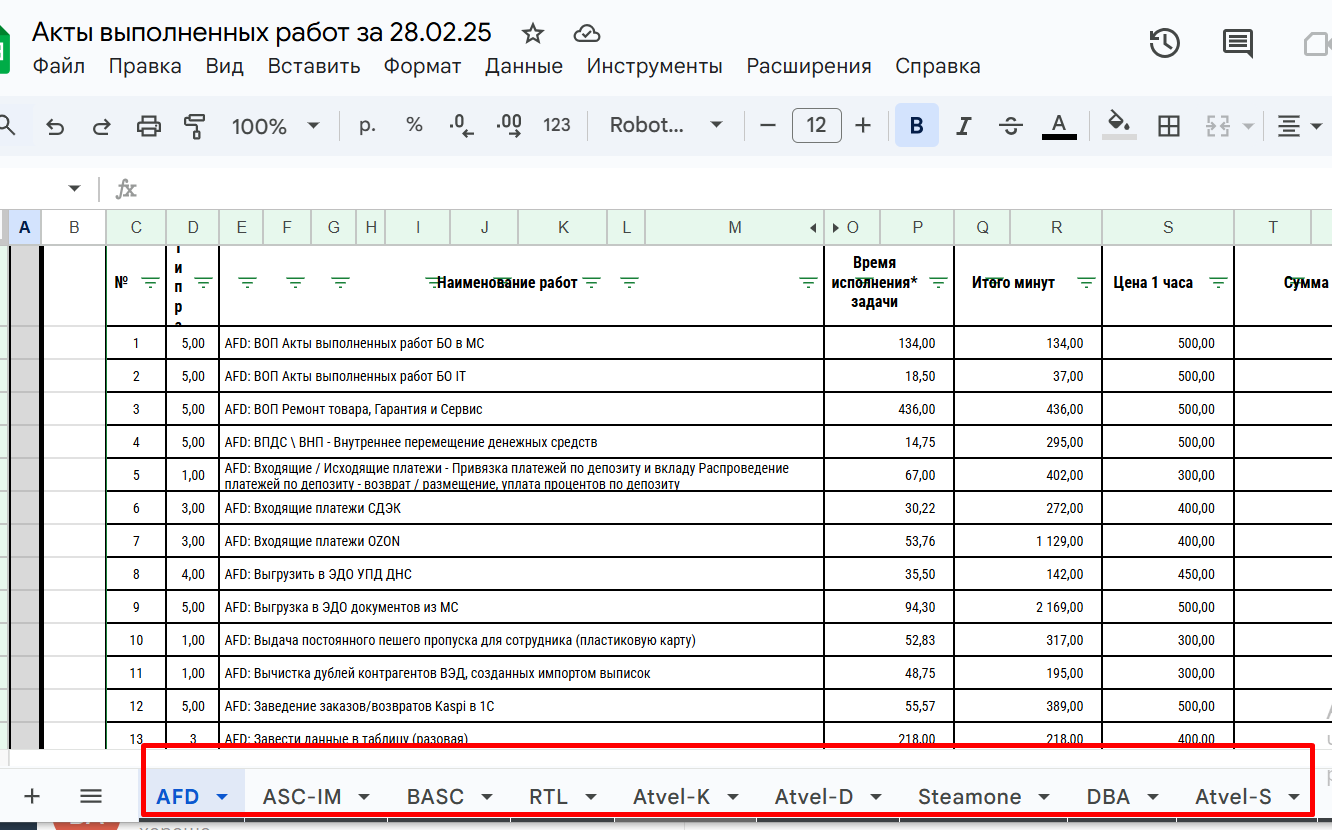 Акты выполненных работ за 28.02.25
Файл Правка Вид Вставить Формат Данные Инструменты Расширения Справка
100% р. % .0 .00 123 Robot... 12 B I A
fx
A B C D E F G H I J K L M O P Q R S T
№ Наименование работ Время исполнения* задачи Итого минут Цена 1 часа Сумма
1 5,00 AFD: ВОП Акты выполненных работ БО в МС 134,00 134,00 500,00
2 5,00 AFD: ВОП Акты выполненных работ БО IT 18,50 37,00 500,00
3 5,00 AFD: ВОП Ремонт товара, Гарантия и Сервис 436,00 436,00 500,00
4 5,00 AFD: ВПДС \ ВНП - Внутреннее перемещение денежных средств 14,75 295,00 500,00
5 1,00 AFD: Входящие / Исходящие платежи - Привязка платежей по депозиту и вкладу Распроведение
платежей по депозиту - возврат / размещение, уплата процентов по депозиту 67,00 402,00 300,00
6 3,00 AFD: Входящие платежи СДЭК 30,22 272,00 400,00
7 3,00 AFD: Входящие платежи OZON 53,76 1 129,00 400,00
8 4,00 AFD: Выгрузить в ЭДО УПД ДНС 35,50 142,00 450,00
9 5,00 AFD: Выгрузка в ЭДО документов из МС 94,30 2 169,00 500,00
10 1,00 AFD: Выдача постоянного пешего пропуска для сотрудника (пластиковую карту) 52,83 317,00 300,00
11 1,00 AFD: Вычистка дублей контрагентов ВЭД, созданных импортом выписок 48,75 195,00 300,00
12 5,00 AFD: Заведение заказов/возвратов Kaspi в 1С 55,57 389,00 500,00
13 3 AFD: Завести данные в таблицу (разовая) 218,00 218,00 400,00
AFD ASC-IM BASC RTL Atvel-K Atvel-D Steamone DBA Atvel-S